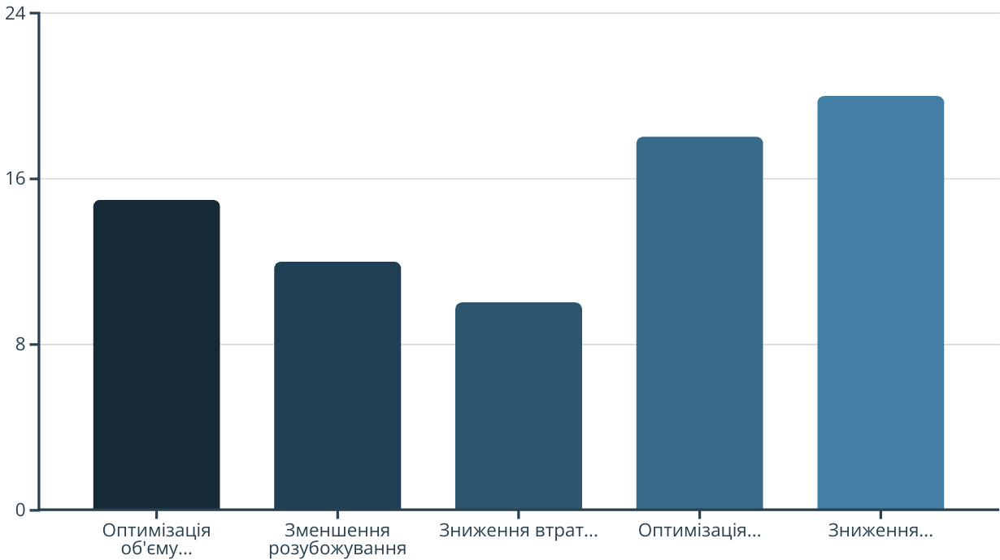 24
16
8
0
Оптимізація
об'єму...
Зменшення
розубожування
Зниження втрат...
Оптимізація...
Зниження...